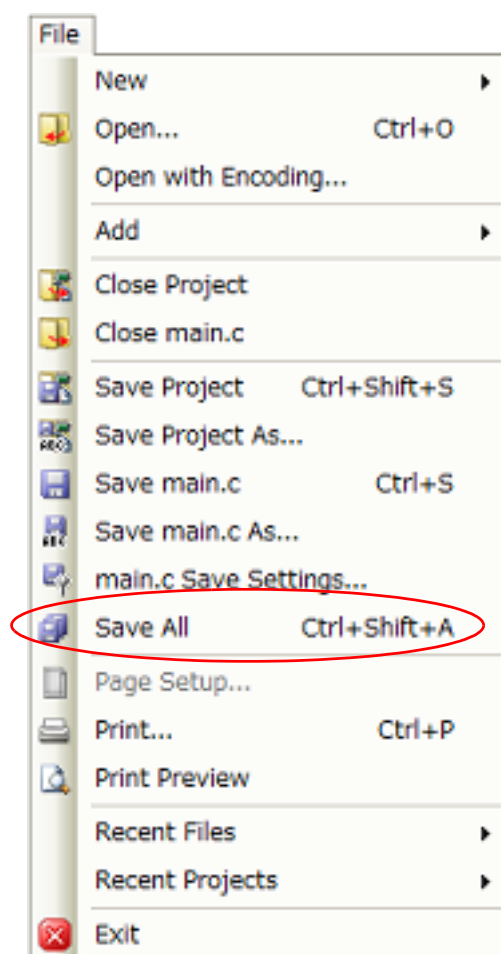 File
New
Open... Ctrl+O
Open with Encoding...
Add
Close Project
Close main.c
Save Project Ctrl+Shift+S
Save Project As...
Save main.c Ctrl+S
Save main.c As...
main.c Save Settings...
Save All Ctrl+Shift+A
Page Setup...
Print... Ctrl+P
Print Preview
Recent Files
Recent Projects
Exit